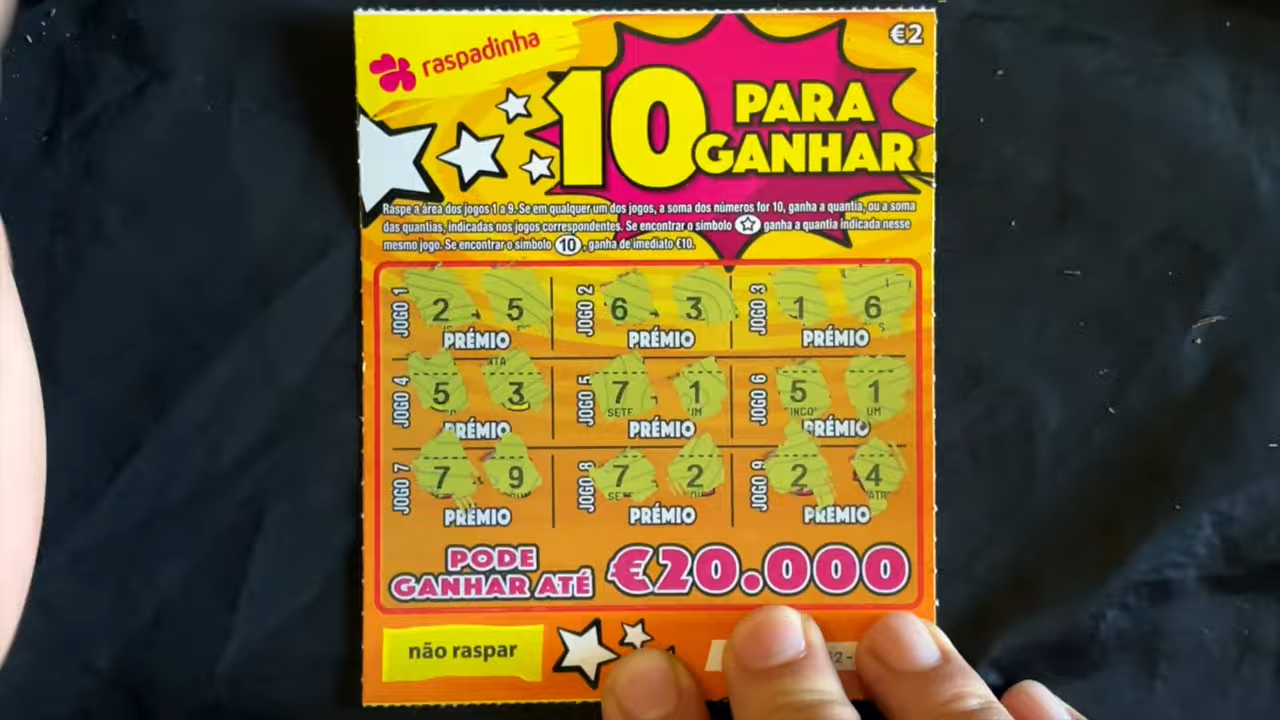 raspadinha
€2
10 PARA
GANHAR
Raspe a área dos jogos 1 a 9. Se em qualquer um dos jogos, a soma dos números for 10, ganha a quantia, ou a soma
das quantias, indicadas nos jogos correspondentes. Se encontrar o símbolo ganha a quantia indicada nesse
mesmo jogo. Se encontrar o símbolo 10, ganha de imediato €10.
JOGO 1 2 5 JOGO 2 6 3 JOGO 3 1 6
PRÉMIO PRÉMIO PRÉMIO
JOGO 4 5 3 JOGO 5 7 1 JOGO 6 5 1
SETE UM UM
PRÉMIO PRÉMIO PRÉMIO
JOGO 7 7 9 JOGO 8 7 2 JOGO 9 2 4
PRÉMIO PRÉMIO PRÉMIO
PODE
GANHAR ATÉ €20.000
não raspar